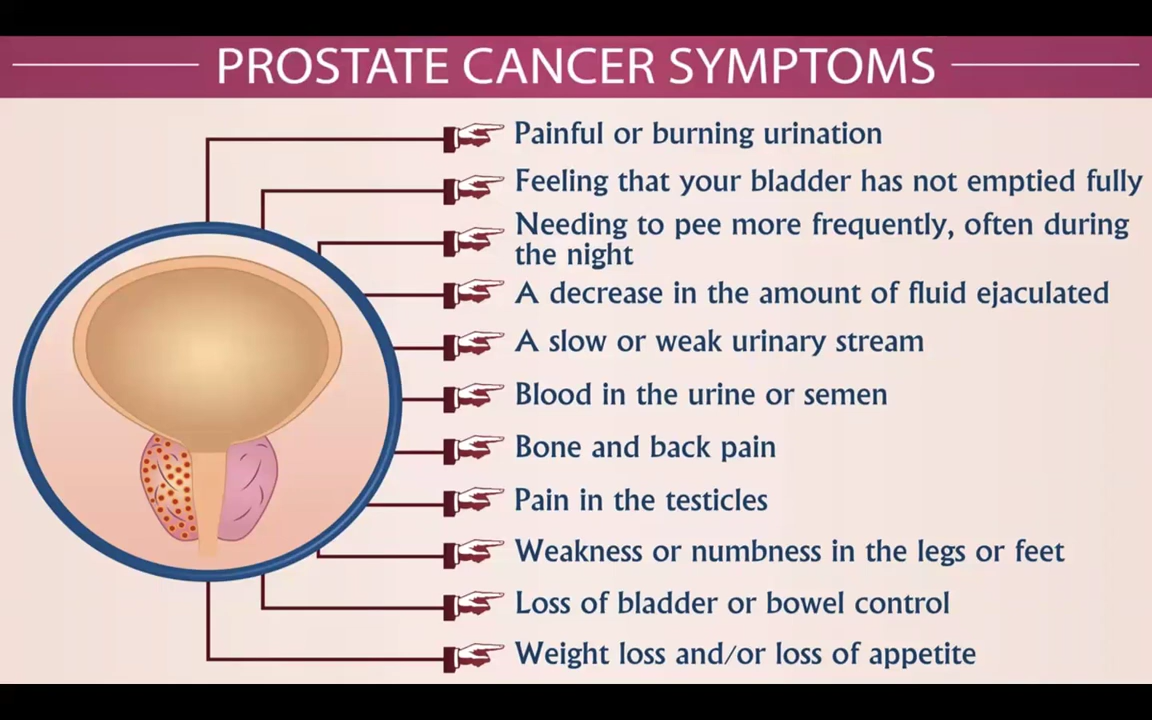 PROSTATE CANCER SYMPTOMS
Painful or burning urination
Feeling that your bladder has not emptied fully
Needing to pee more frequently, often during
the night
A decrease in the amount of fluid ejaculated
A slow or weak urinary stream
Blood in the urine or semen
Bone and back pain
Pain in the testicles
Weakness or numbness in the legs or feet
Loss of bladder or bowel control
Weight loss and/or loss of appetite